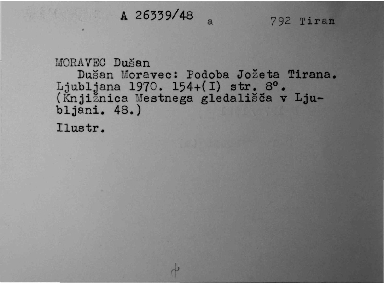 A 26339/48 a 792 Tiran
MORAVEC Dušan
Dušan Moravec: Podoba Jožeta Tirana.
Ljubljana 1970. 154+(I) str. 8°.
(Knjižnica Mestnega gledališča v Lju-
bljani. 48.)
Ilustr.